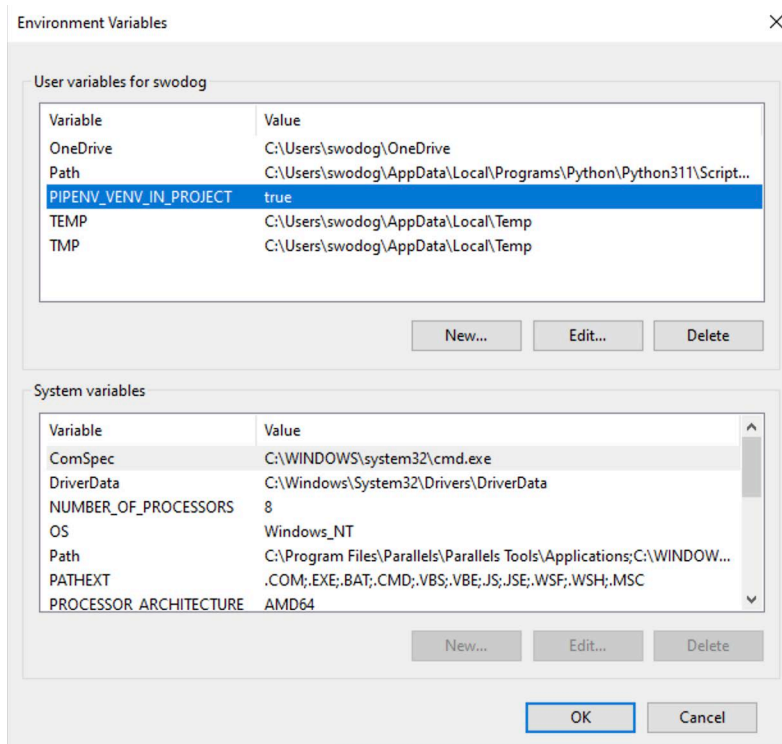 Environment Variables
User variables for swodog
Variable Value
OneDrive C:\Users\swodog\OneDrive
Path C:\Users\swodog\AppData\Local\Programs\Python\Python311\Script...
PIPENV_VENV_IN_PROJECT true
TEMP C:\Users\swodog\AppData\Local\Temp
TMP C:\Users\swodog\AppData\Local\Temp
New... Edit... Delete
System variables
Variable Value
ComSpec C:\WINDOWS\system32\cmd.exe
DriverData C:\Windows\System32\Drivers\DriverData
NUMBER_OF_PROCESSORS 8
OS Windows_NT
Path C:\Program Files\Parallels\Parallels Tools\Applications;C:\WINDOW...
PATHEXT .COM;.EXE;.BAT;.CMD;.VBS;.VBE;.JS;.JSE;.WSF;.WSH;.MSC
PROCESSOR_ARCHITECTURE AMD64
New... Edit... Delete
OK Cancel